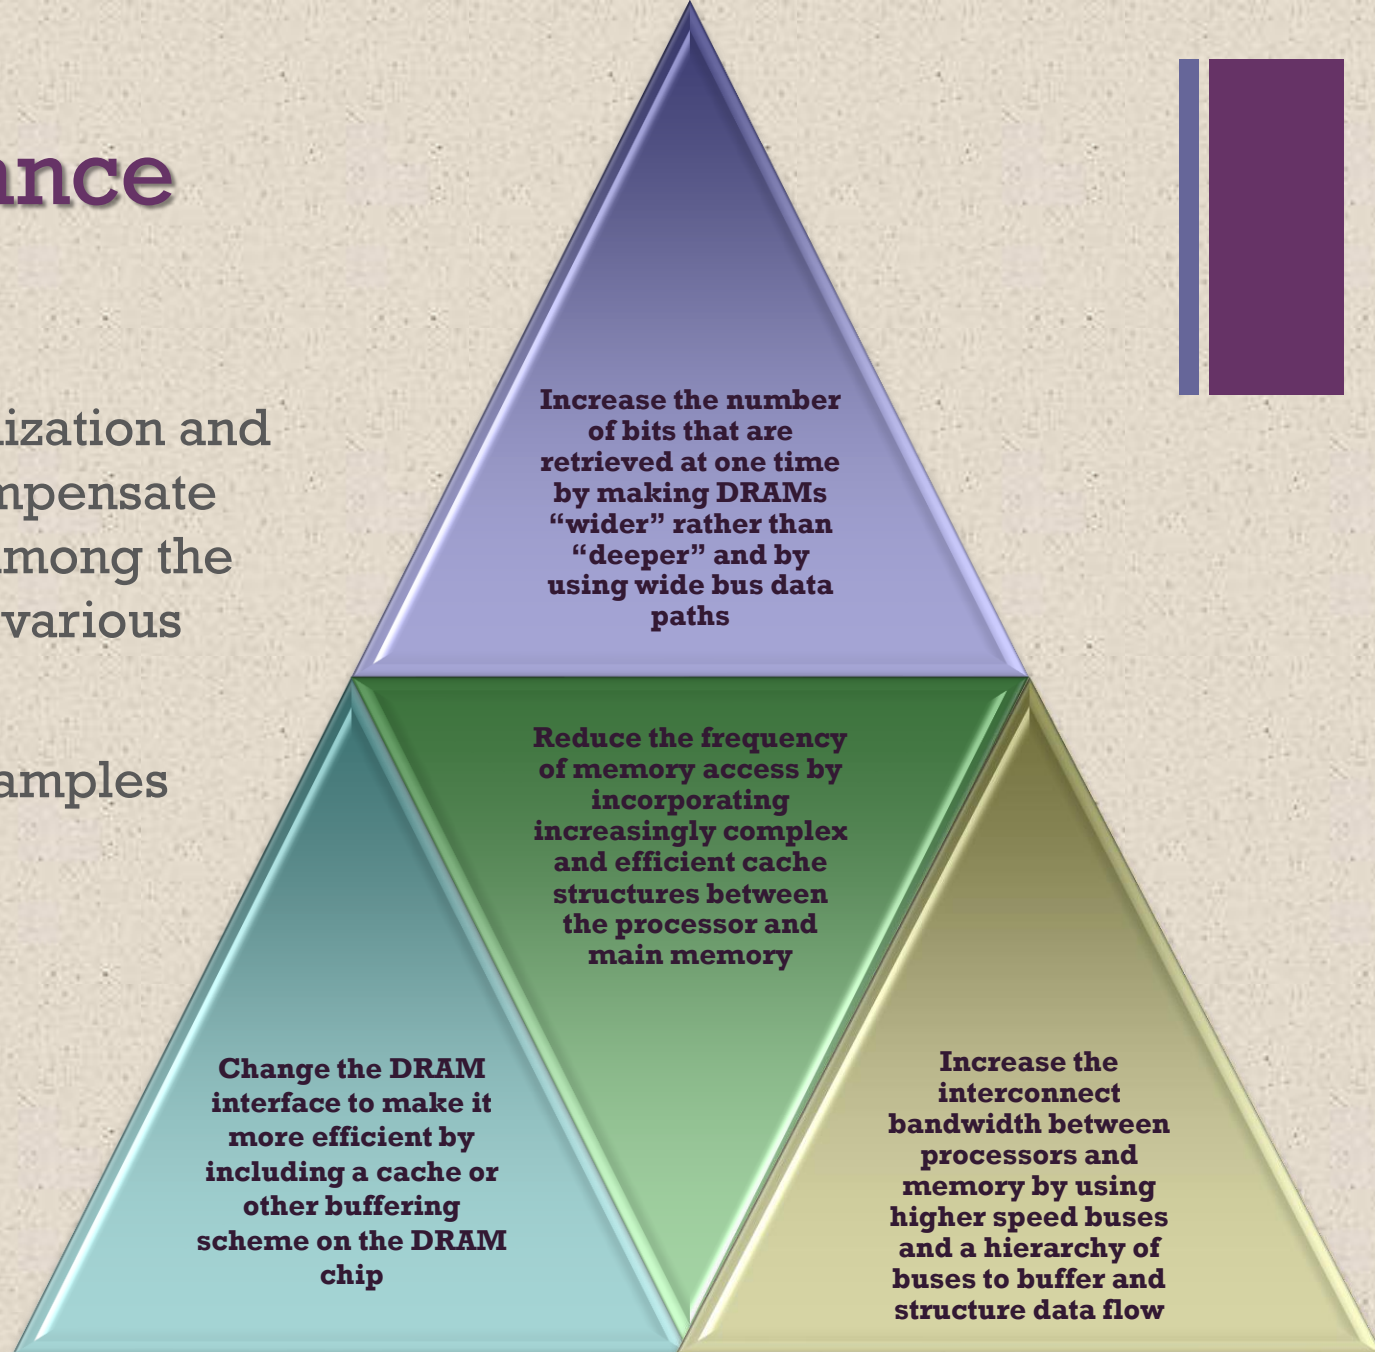 ization and
mpensate
among the
various
amples
Increase the number
of bits that are
retrieved at one time
by making DRAMs
“wider” rather than
“deeper” and by
using wide bus data
paths
Reduce the frequency
of memory access by
incorporating
increasingly complex
and efficient cache
structures between
the processor and
main memory
Change the DRAM
interface to make it
more efficient by
including a cache or
other buffering
scheme on the DRAM
chip
Increase the
interconnect
bandwidth between
processors and
memory by using
higher speed buses
and a hierarchy of
buses to buffer and
structure data flow